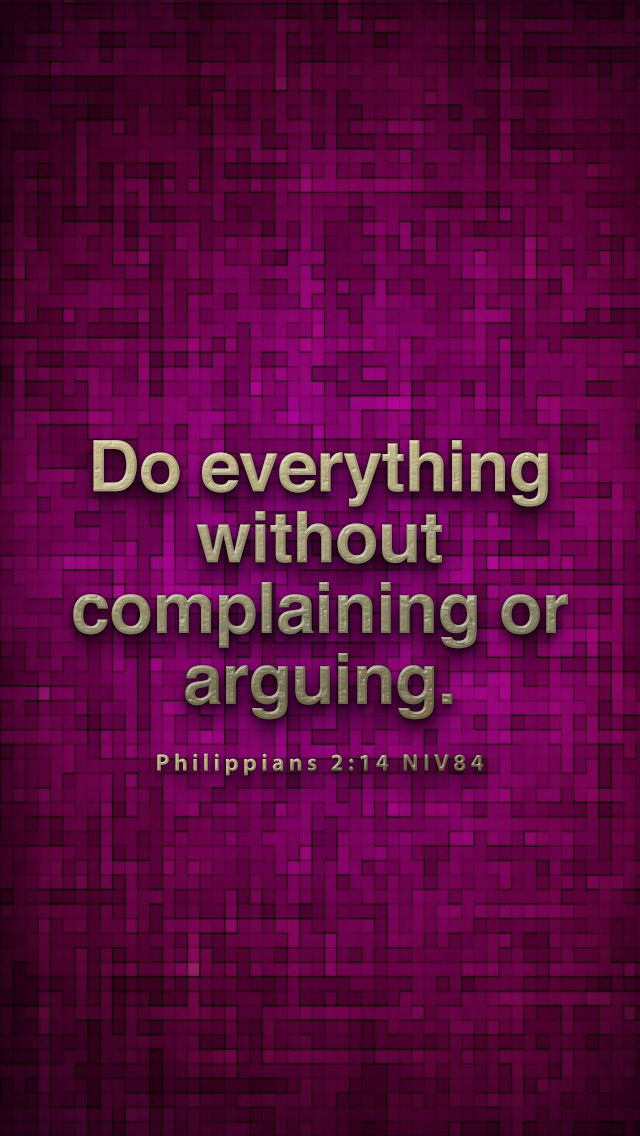 Do everything
without
complaining or
arguing.
Philippians 2:14 NIV84